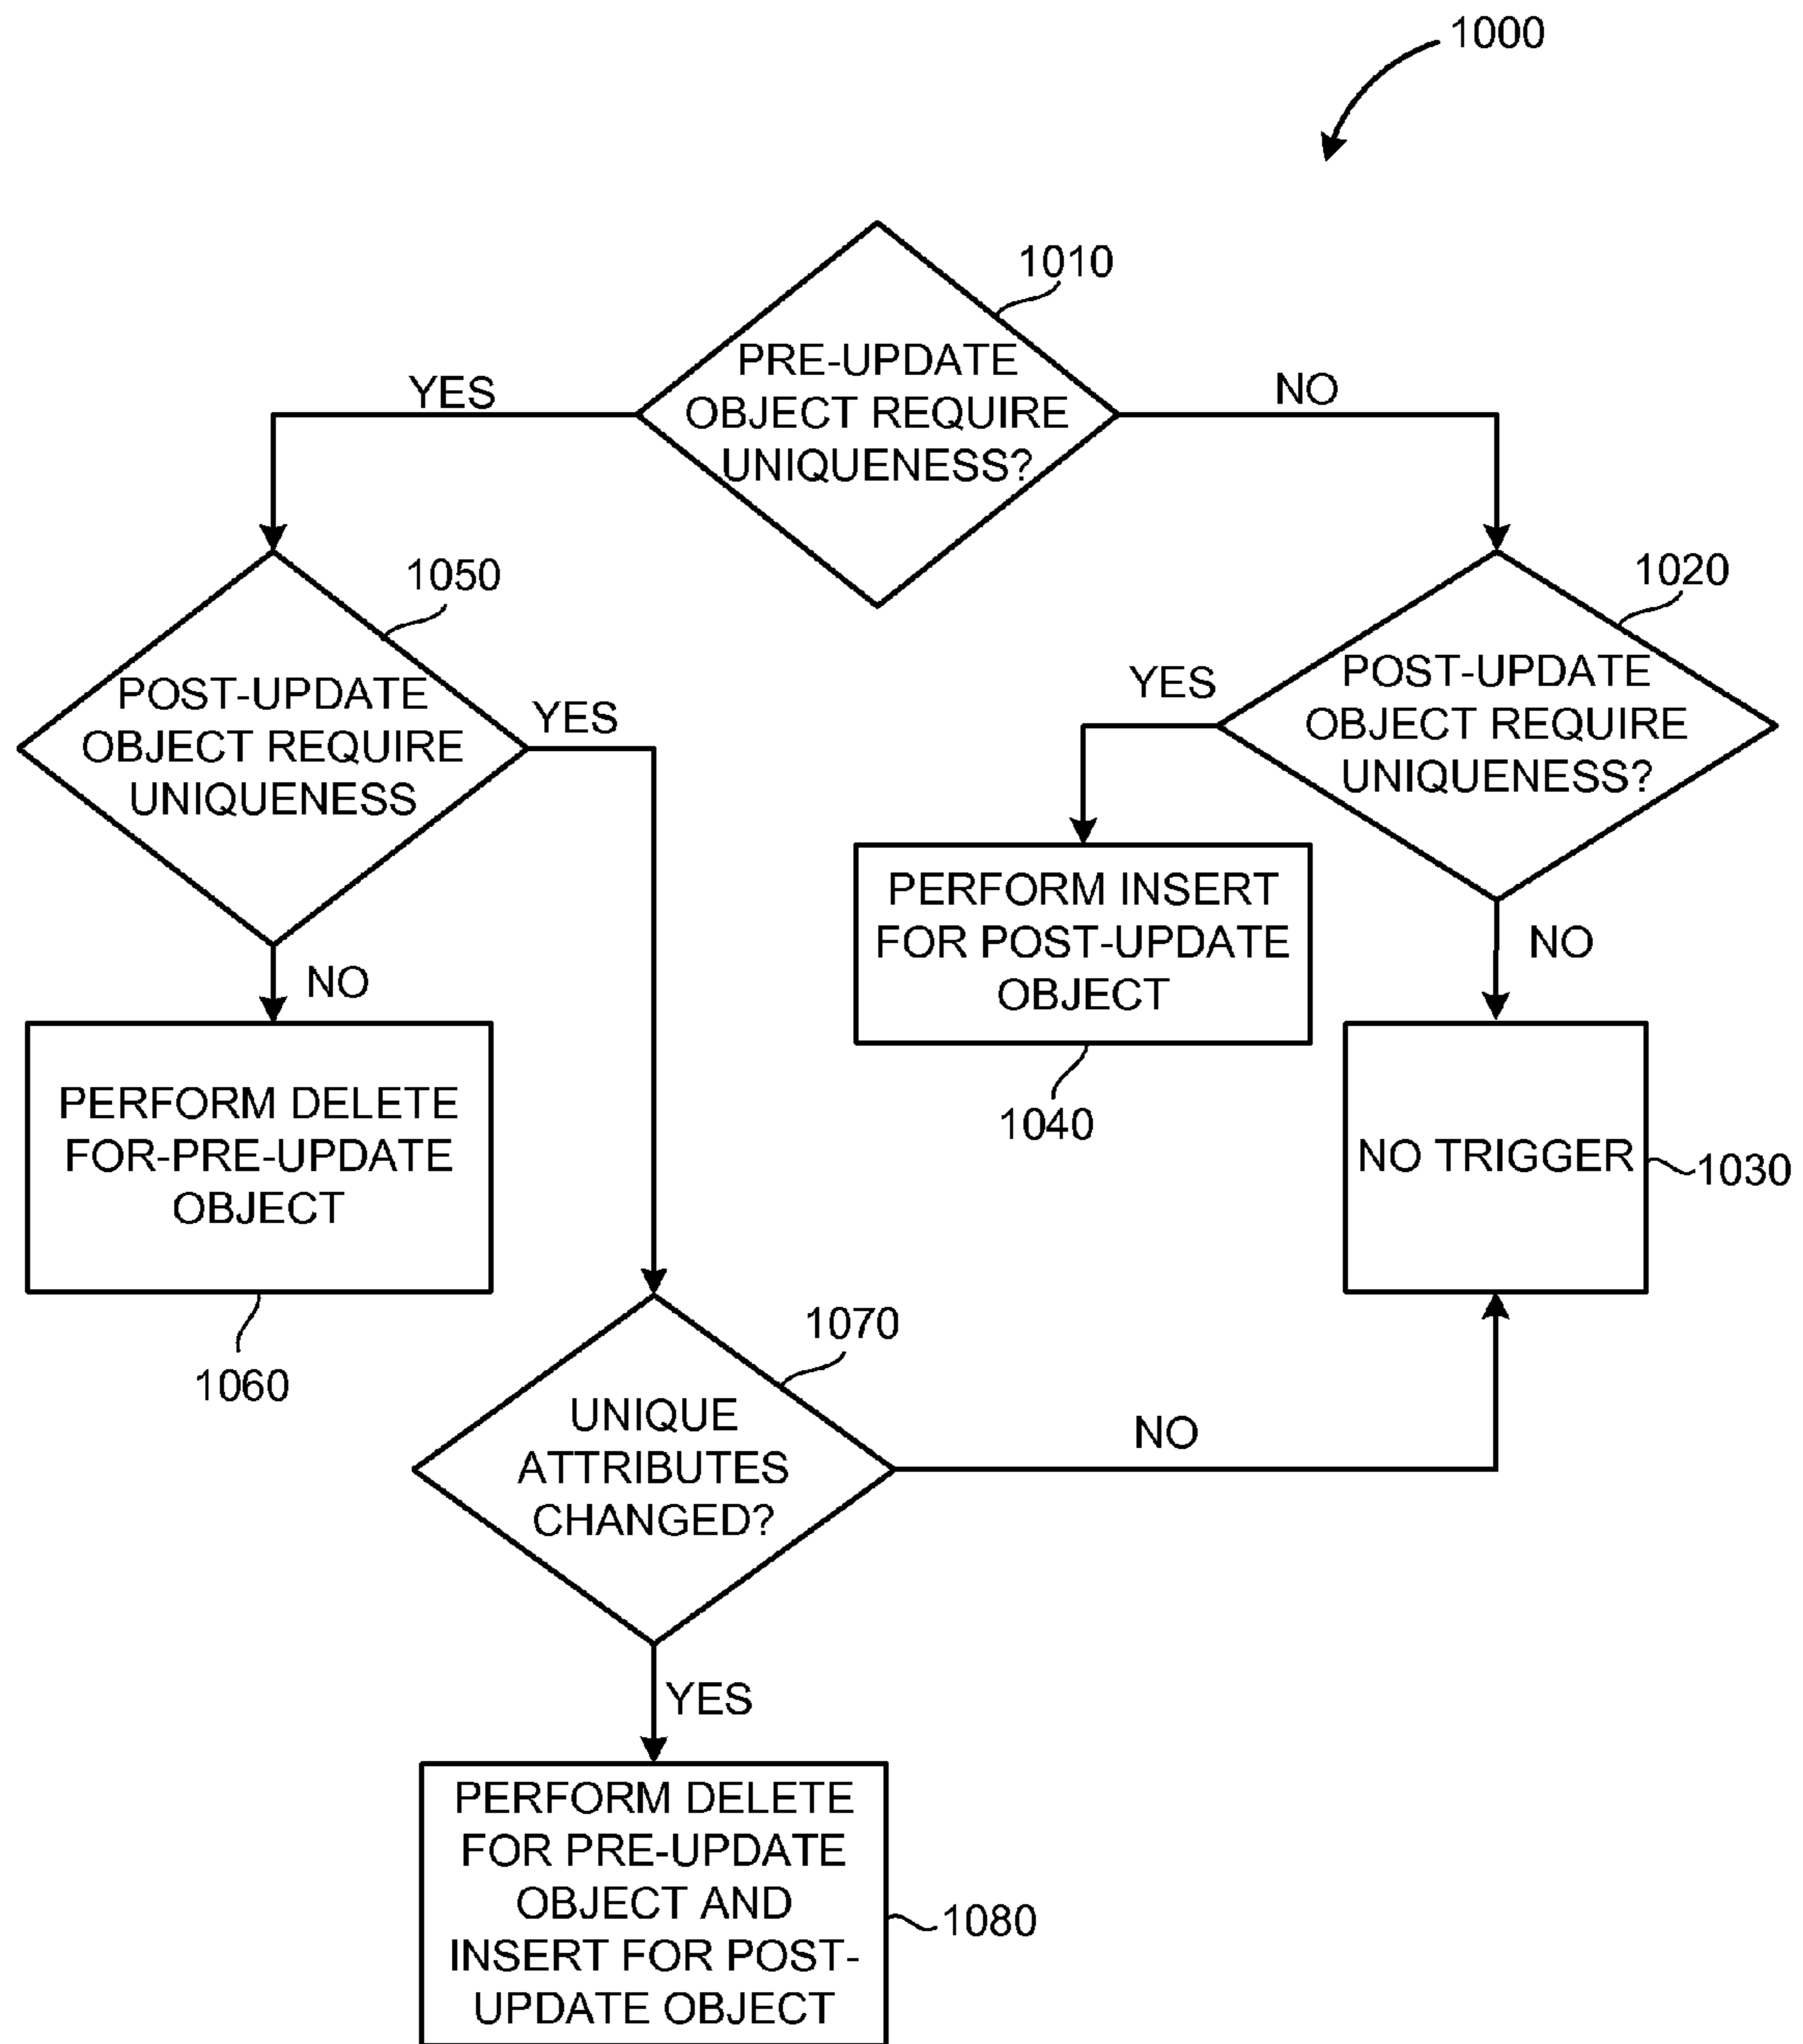 1000
1010
PRE-UPDATE
OBJECT REQUIRE
UNIQUENESS?
YES
NO
1050
POST-UPDATE
OBJECT REQUIRE
UNIQUENESS
YES
NO
1020
POST-UPDATE
OBJECT REQUIRE
UNIQUENESS?
YES
NO
PERFORM INSERT
FOR POST-UPDATE
OBJECT
1040
PERFORM DELETE
FOR-PRE-UPDATE
OBJECT
1060
NO TRIGGER
1030
1070
UNIQUE
ATTRIBUTES
CHANGED?
NO
YES
PERFORM DELETE
FOR PRE-UPDATE
OBJECT AND
INSERT FOR POST-
UPDATE OBJECT
1080